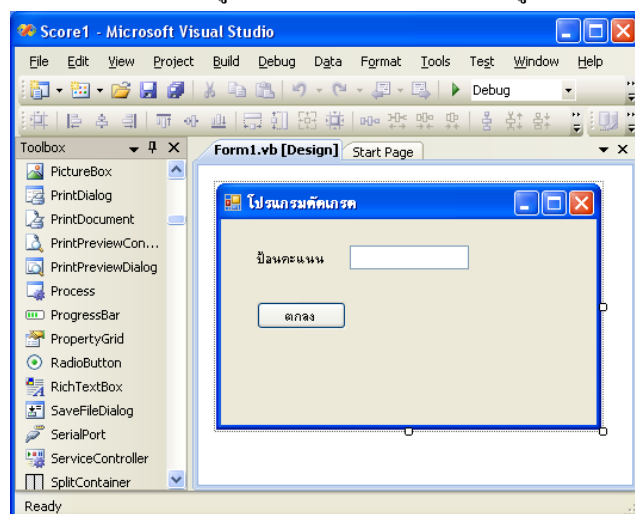 Score1 - Microsoft Visual Studio
File Edit View Project Build Debug Data Format Tools Test Window Help
Debug
Toolbox
Form1.vb [Design] Start Page
PictureBox
PrintDialog
PrintDocument
PrintPreviewCon...
PrintPreviewDialog
Process
ProgressBar
PropertyGrid
RadioButton
RichTextBox
SaveFileDialog
SerialPort
ServiceController
SplitContainer
โปรแกรมตัดเกรด
ป้อนคะแนน
ตกลง
Ready